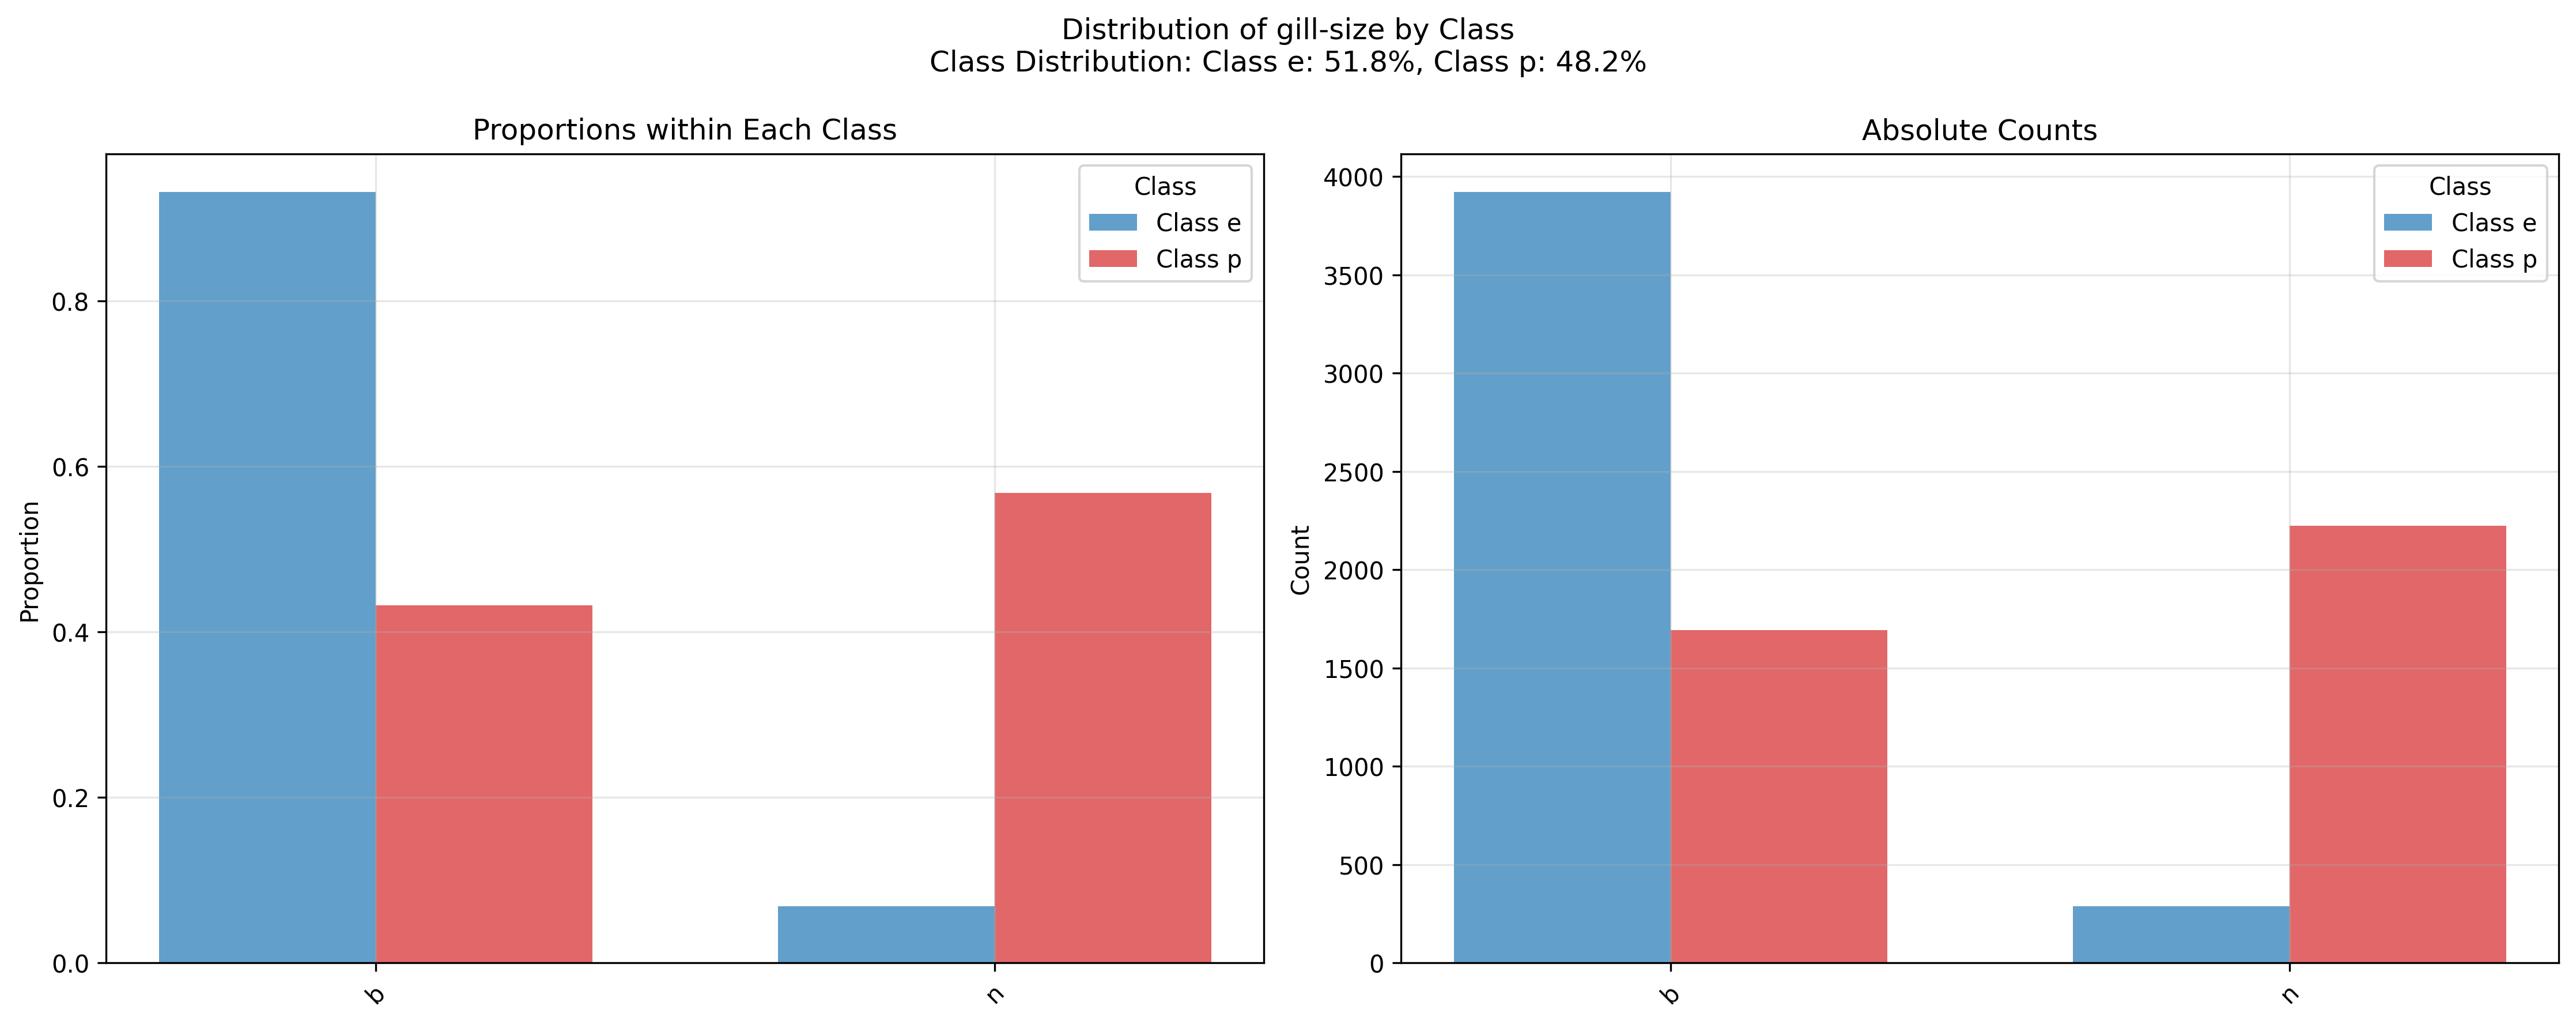 Distribution of gill-size by Class
Class Distribution: Class e: 51.8%, Class p: 48.2%
Proportions within Each Class
Proportion
0.8
0.6
0.4
0.2
0.0
b
n
Class
Class e
Class p
Absolute Counts
Count
4000
3500
3000
2500
2000
1500
1000
500
0
b
n
Class
Class e
Class p